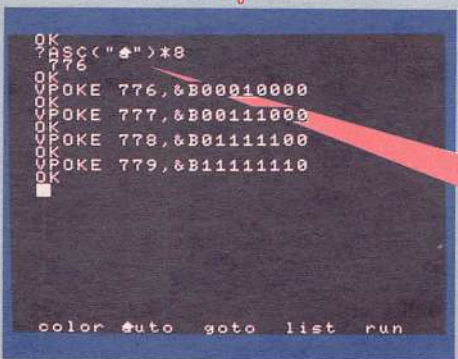 OK
?ASC("♠")*8
776
OK
VPOKE 776,&B00010000
OK
VPOKE 777,&B00111000
OK
VPOKE 778,&B01111100
OK
VPOKE 779,&B11111110
OK
color ♠uto goto list run